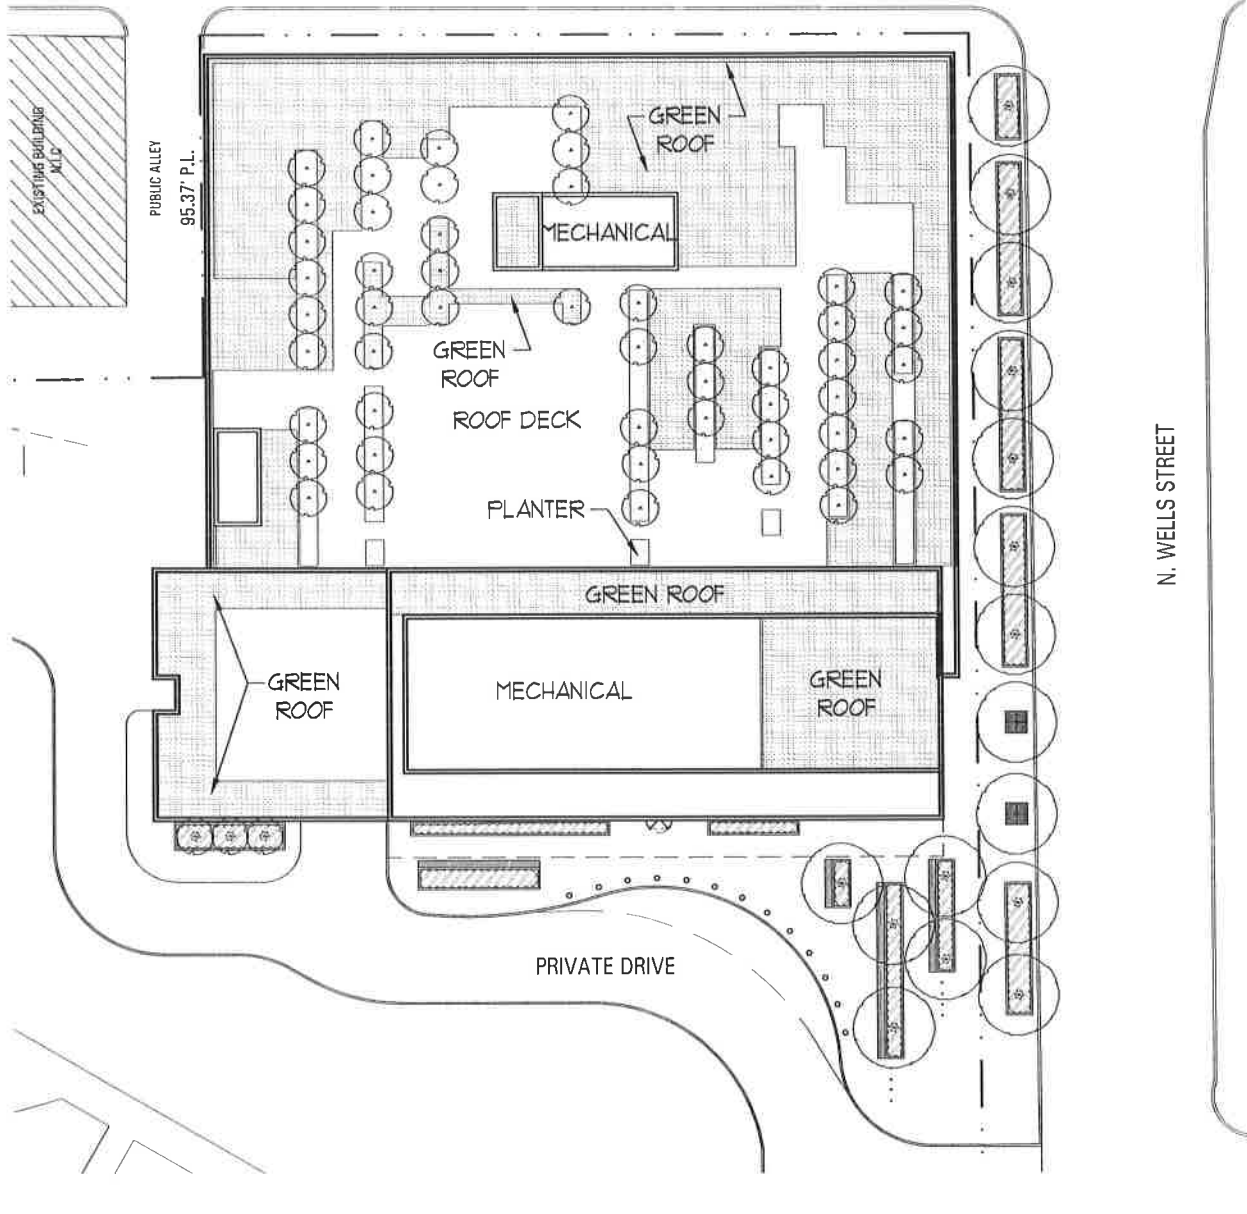 EXISTING BUILDING
N.I.C
PUBLIC ALLEY
95.37' P.L.
GREEN
ROOF
MECHANICAL
GREEN
ROOF
ROOF DECK
PLANTER
N. WELLS STREET
GREEN ROOF
GREEN
ROOF
MECHANICAL
GREEN
ROOF
PRIVATE DRIVE